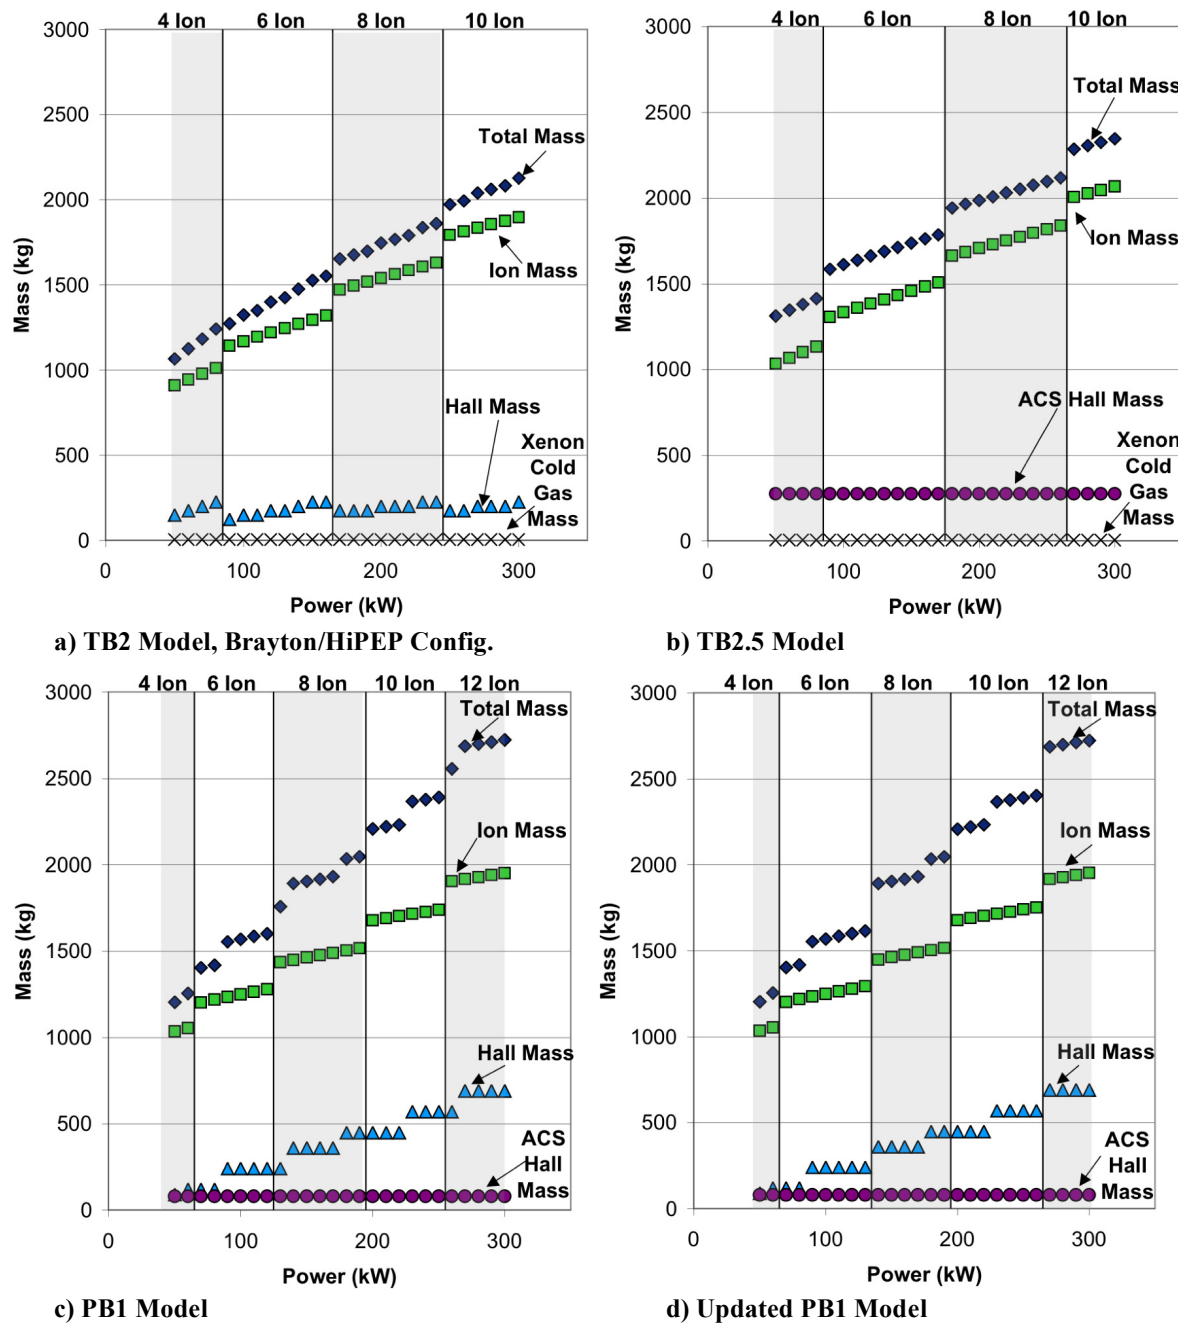 4 Ion 6 Ion 8 Ion 10 Ion
3000
2500
2000
1500
1000
500
0
Mass (kg)
Total Mass
Ion Mass
Hall Mass
Xenon
Cold
Gas
Mass
0 100 200 300
Power (kW)
a) TB2 Model, Brayton/HiPEP Config.
4 Ion 6 Ion 8 Ion 10 Ion
3000
2500
2000
1500
1000
500
0
Mass (kg)
Total Mass
Ion Mass
ACS Hall Mass
Xenon
Cold
Gas
Mass
0 100 200 300
Power (kW)
b) TB2.5 Model
4 Ion 6 Ion 8 Ion 10 Ion 12 Ion
3000
2500
2000
1500
1000
500
0
Mass (kg)
Total Mass
Ion Mass
Hall Mass
ACS
Hall
Mass
0 100 200 300
Power (kW)
c) PB1 Model
4 Ion 6 Ion 8 Ion 10 Ion 12 Ion
3000
2500
2000
1500
1000
500
0
Mass (kg)
Total Mass
Ion Mass
Hall Mass
ACS
Hall
Mass
0 100 200 300
Power (kW)
d) Updated PB1 Model